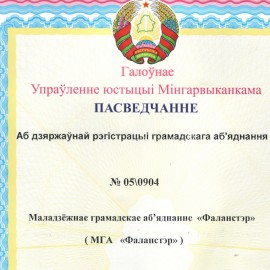 Галоўнае
Упраўленне юстыцыі Мінгарвыканкама
ПАСВЕДЧАННЕ
Аб дзяржаўнай рэгістрацыі грамадскага аб'яднання
№ 05\0904
Маладзёжнае грамадскае аб'яднанне «Фаланстэр»
( МГА «Фаланстэр» )